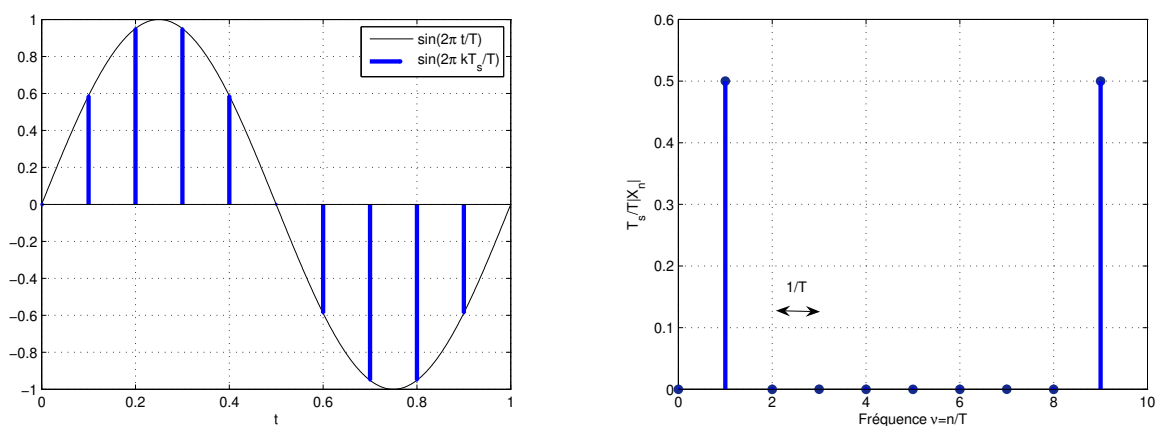 1
0.8
0.6
0.4
0.2
0
−0.2
−0.4
−0.6
−0.8
−1
0 0.2 0.4 0.6 0.8 1
t
sin(2π t/T)
sin(2π kT_s/T)
0.6
0.5
0.4
0.3
0.2
0.1
0
T_s/T|X_n|
1/T
0 2 4 6 8 10
Fréquence ν=n/T